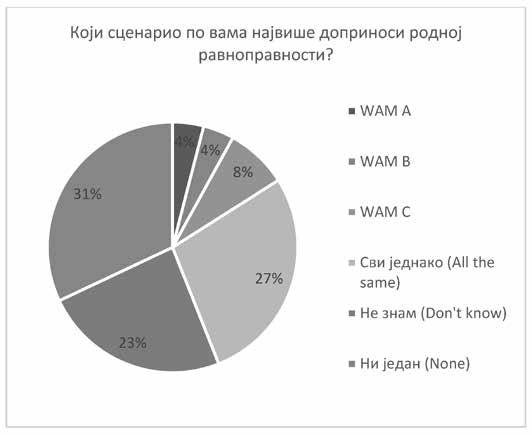 Који сценарио по вама највише доприноси родној
равноправности?
4%
4%
8%
27%
23%
31%
WAM A
WAM B
WAM C
Сви једнако (All the
same)
Не знам (Don't know)
Ни један (None)